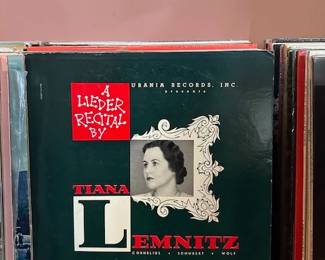 URANIA RECORDS, INC.
presents
A
LIEDER
RECITAL
BY
TIANA
LEMNITZ
CORNELIUS • SCHUBERT • WOLF